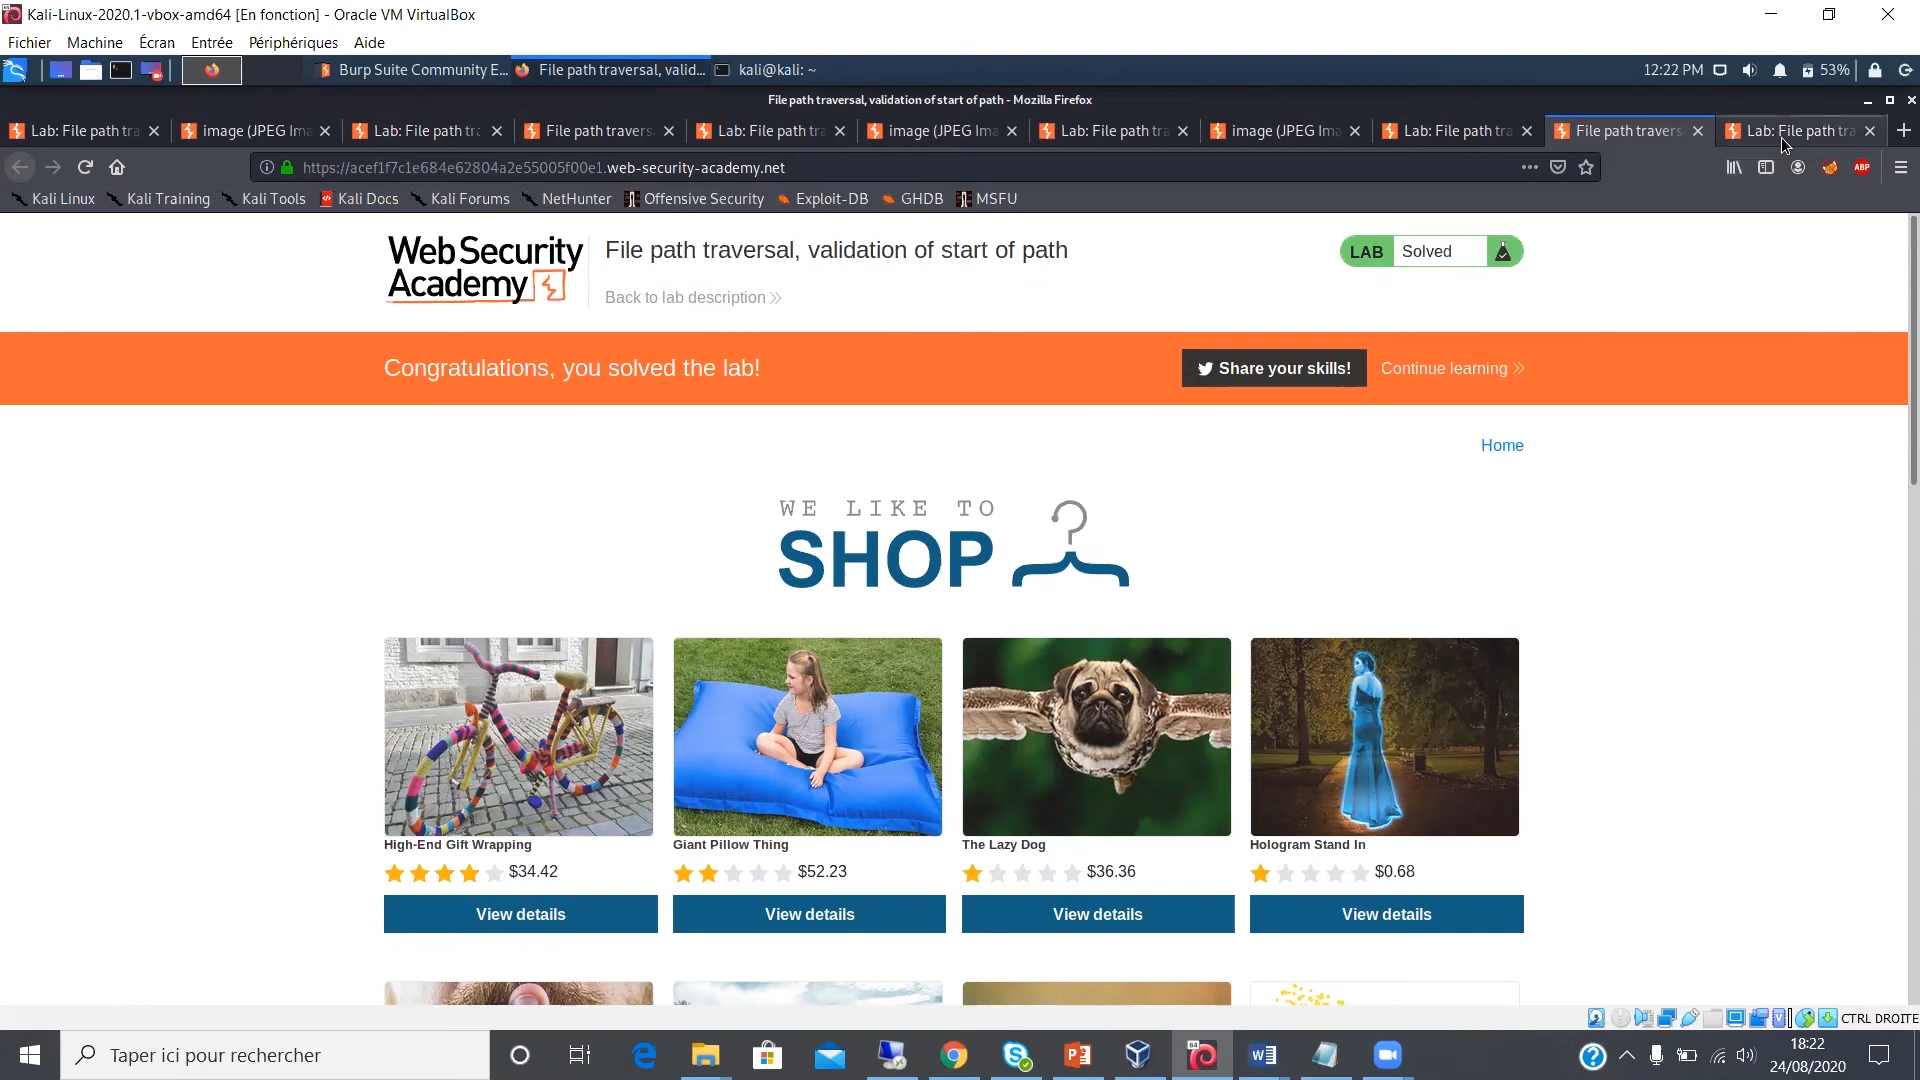 Kali-Linux-2020.1-vbox-amd64 [En fonction] - Oracle VM VirtualBox
Fichier Machine Écran Entrée Périphériques Aide
Burp Suite Community E... File path traversal, valid... kali@kali: ~ 12:22 PM 53%
File path traversal, validation of start of path - Mozilla Firefox
Lab: File path tra image (JPEG Ima Lab: File path tra File path travers Lab: File path tra image (JPEG Ima Lab: File path tra image (JPEG Ima Lab: File path tra File path travers Lab: File path tra
https://acef1f7c1e684e62804a2e55005f00e1.web-security-academy.net ABP
Kali Linux Kali Training Kali Tools Kali Docs Kali Forums NetHunter Offensive Security Exploit-DB GHDB MSFU
Web Security
Academy
File path traversal, validation of start of path
LAB Solved
Back to lab description
Congratulations, you solved the lab! Share your skills! Continue learning
Home
WE LIKE TO
SHOP
High-End Gift Wrapping Giant Pillow Thing The Lazy Dog Hologram Stand In
$34.42 $52.23 $36.36 $0.68
View details View details View details View details
CTRL DROITE
Taper ici pour rechercher
18:22
24/08/2020